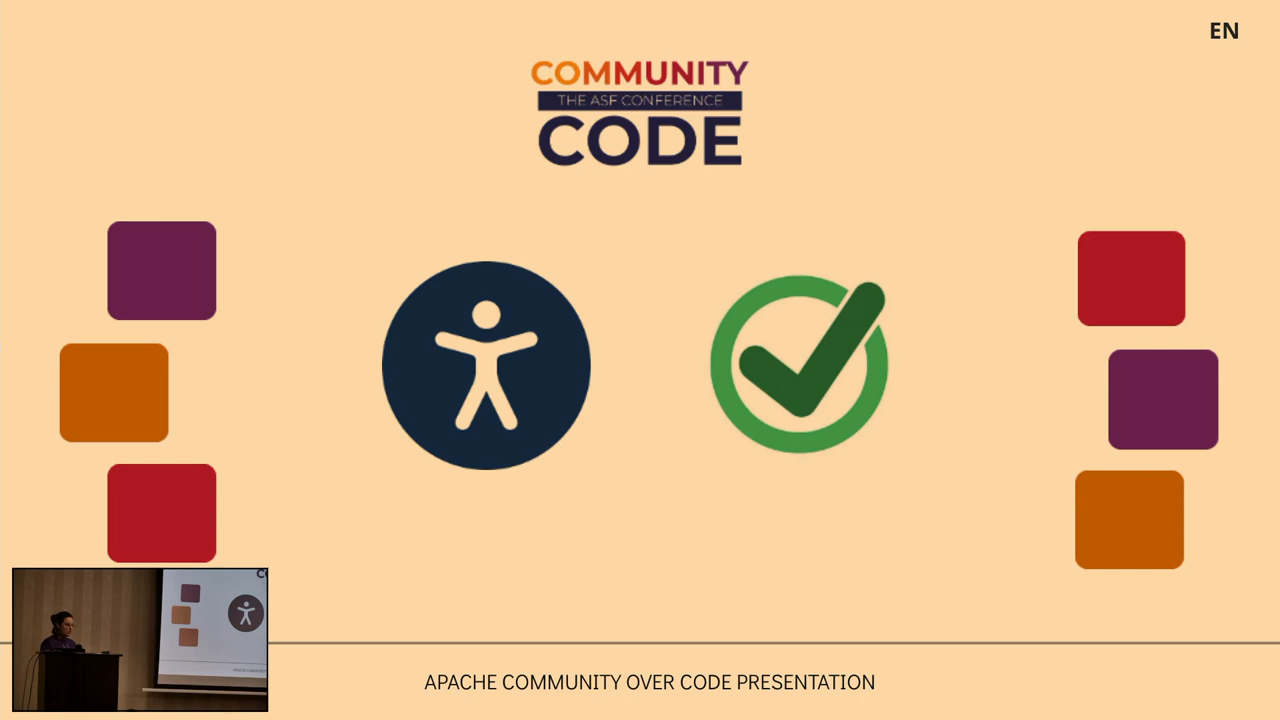 EN
COMMUNITY
THE ASF CONFERENCE
CODE
APACHE COMMUNITY OVER CODE PRESENTATION